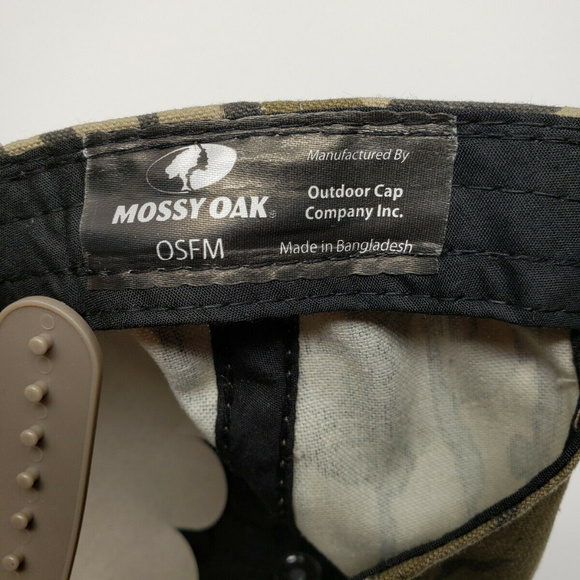 MOSSY OAK®
OSFM
Manufactured By
Outdoor Cap
Company Inc.
Made in Bangladesh